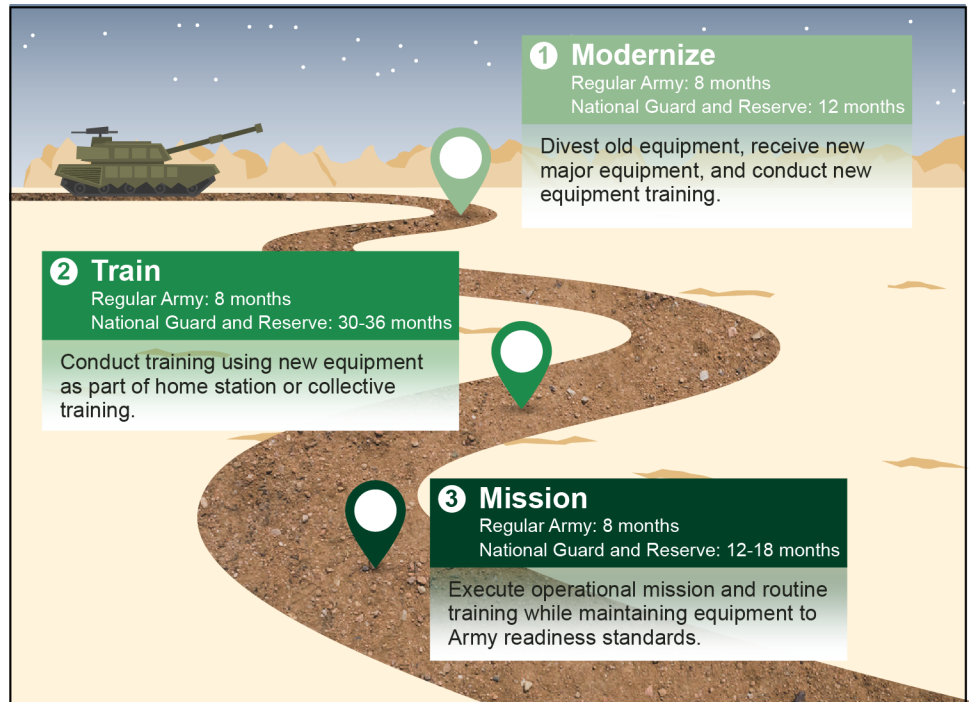 1 Modernize
Regular Army: 8 months
National Guard and Reserve: 12 months
Divest old equipment, receive new
major equipment, and conduct new
equipment training.
2 Train
Regular Army: 8 months
National Guard and Reserve: 30-36 months
Conduct training using new equipment
as part of home station or collective
training.
3 Mission
Regular Army: 8 months
National Guard and Reserve: 12-18 months
Execute operational mission and routine
training while maintaining equipment to
Army readiness standards.